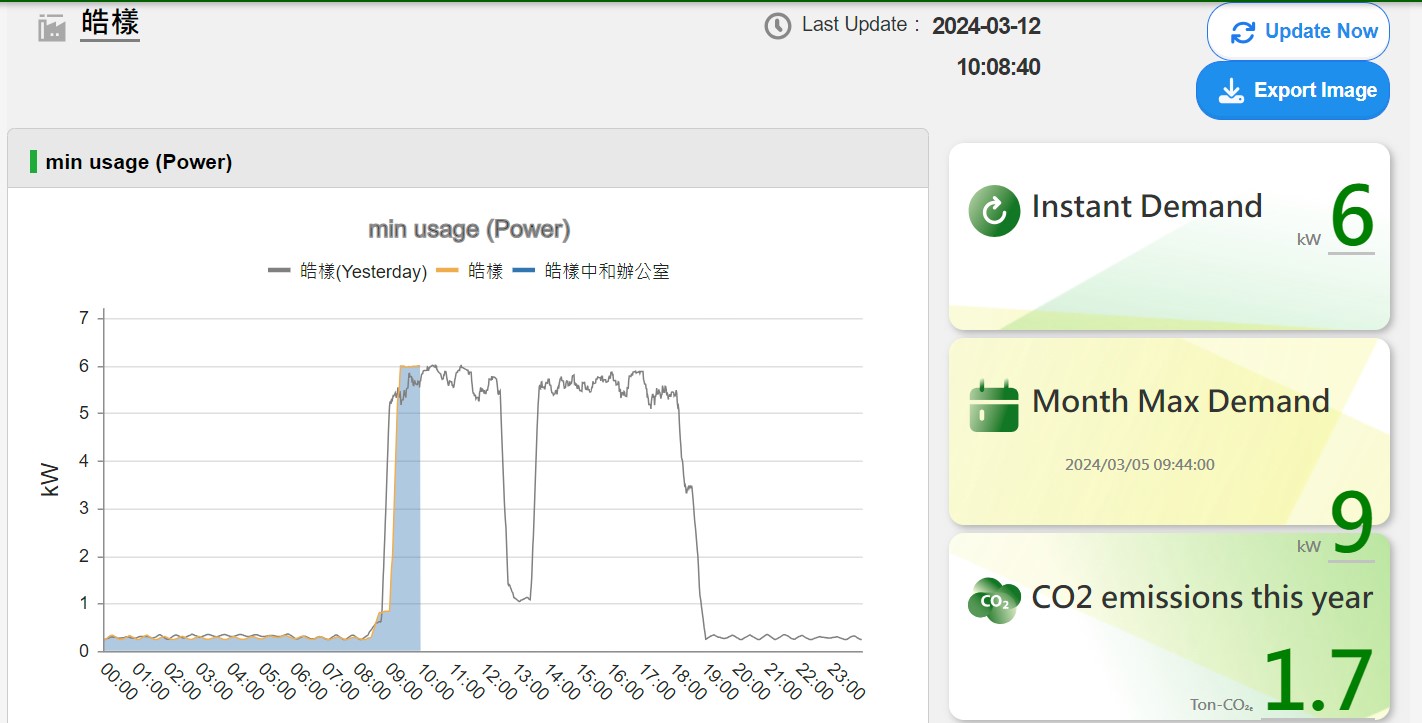 皓樣
Last Update : 2024-03-12
10:08:40
Update Now
Export Image
min usage (Power)
min usage (Power)
皓樣(Yesterday) 皓樣 皓樣中和辦公室
7
6
5
4
3
2
1
0
kW
00:00 01:00 02:00 03:00 04:00 05:00 06:00 07:00 08:00 09:00 10:00 11:00 12:00 13:00 14:00 15:00 16:00 17:00 18:00 19:00 20:00 21:00 22:00 23:00
Instant Demand
kW 6
Month Max Demand
2024/03/05 09:44:00
kW 9
CO2 CO2 emissions this year
Ton-CO₂e 1.7